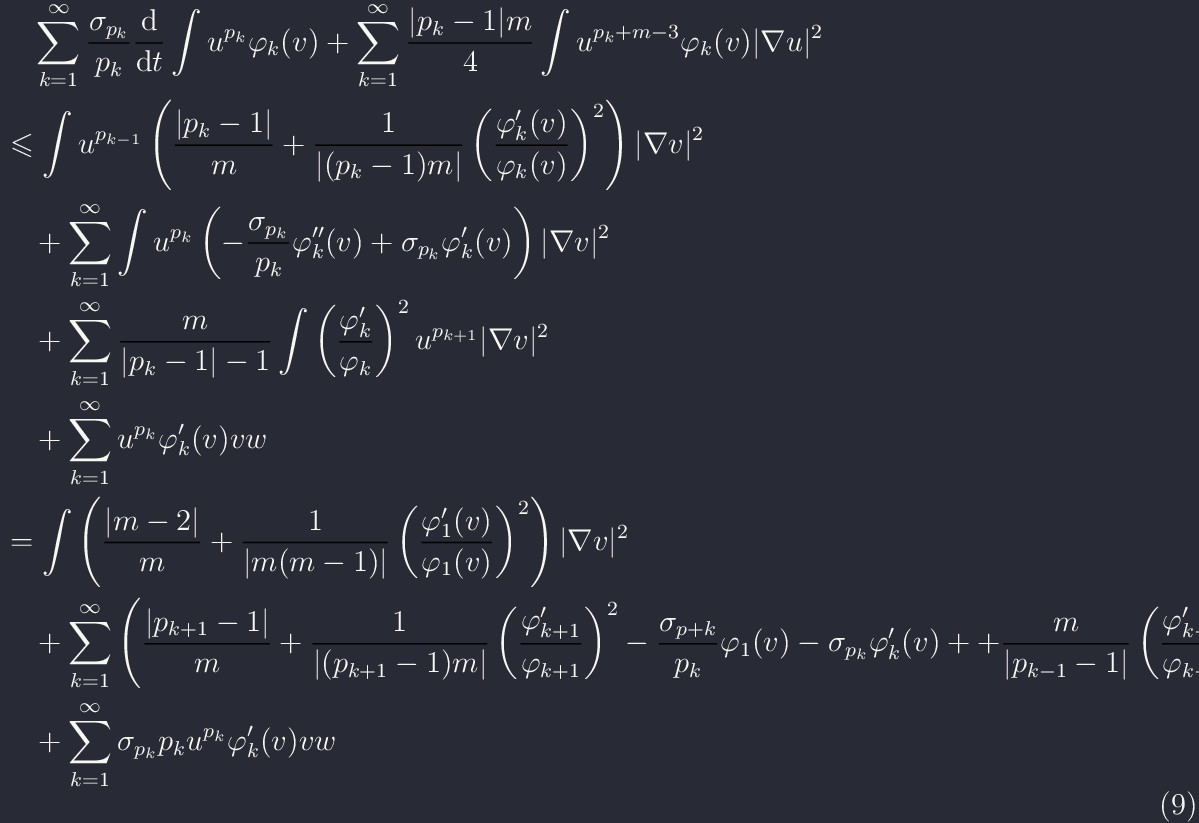 \sum_{k=1}^{\infty} \frac{\sigma_{p_k}}{p_k} \frac{\mathrm{d}}{\mathrm{d}t} \int u^{p_k} \varphi_k(v) + \sum_{k=1}^{\infty} \frac{|p_k - 1|m}{4} \int u^{p_k+m-3} \varphi_k(v) |\nabla u|^2
\leqslant \int u^{p_{k-1}} \left( \frac{|p_k - 1|}{m} + \frac{1}{|(p_k - 1)m|} \left( \frac{\varphi_k'(v)}{\varphi_k(v)} \right)^2 \right) |\nabla v|^2
+ \sum_{k=1}^{\infty} \int u^{p_k} \left( -\frac{\sigma_{p_k}}{p_k} \varphi_k''(v) + \sigma_{p_k} \varphi_k'(v) \right) |\nabla v|^2
+ \sum_{k=1}^{\infty} \frac{m}{|p_k - 1| - 1} \int \left( \frac{\varphi_k'}{\varphi_k} \right)^2 u^{p_{k+1}} |\nabla v|^2
+ \sum_{k=1}^{\infty} u^{p_k} \varphi_k'(v) vw
= \int \left( \frac{|m - 2|}{m} + \frac{1}{|m(m - 1)|} \left( \frac{\varphi_1'(v)}{\varphi_1(v)} \right)^2 \right) |\nabla v|^2
+ \sum_{k=1}^{\infty} \left( \frac{|p_{k+1} - 1|}{m} + \frac{1}{|(p_{k+1} - 1)m|} \left( \frac{\varphi_{k+1}'}{\varphi_{k+1}} \right)^2 - \frac{\sigma_{p+k}}{p_k} \varphi_1(v) - \sigma_{p_k} \varphi_k'(v) + + \frac{m}{|p_{k-1} - 1|} \left( \frac{\varphi_{k-}'}{\varphi_{k-}}
+ \sum_{k=1}^{\infty} \sigma_{p_k} p_k u^{p_k} \varphi_k'(v) vw
(9)